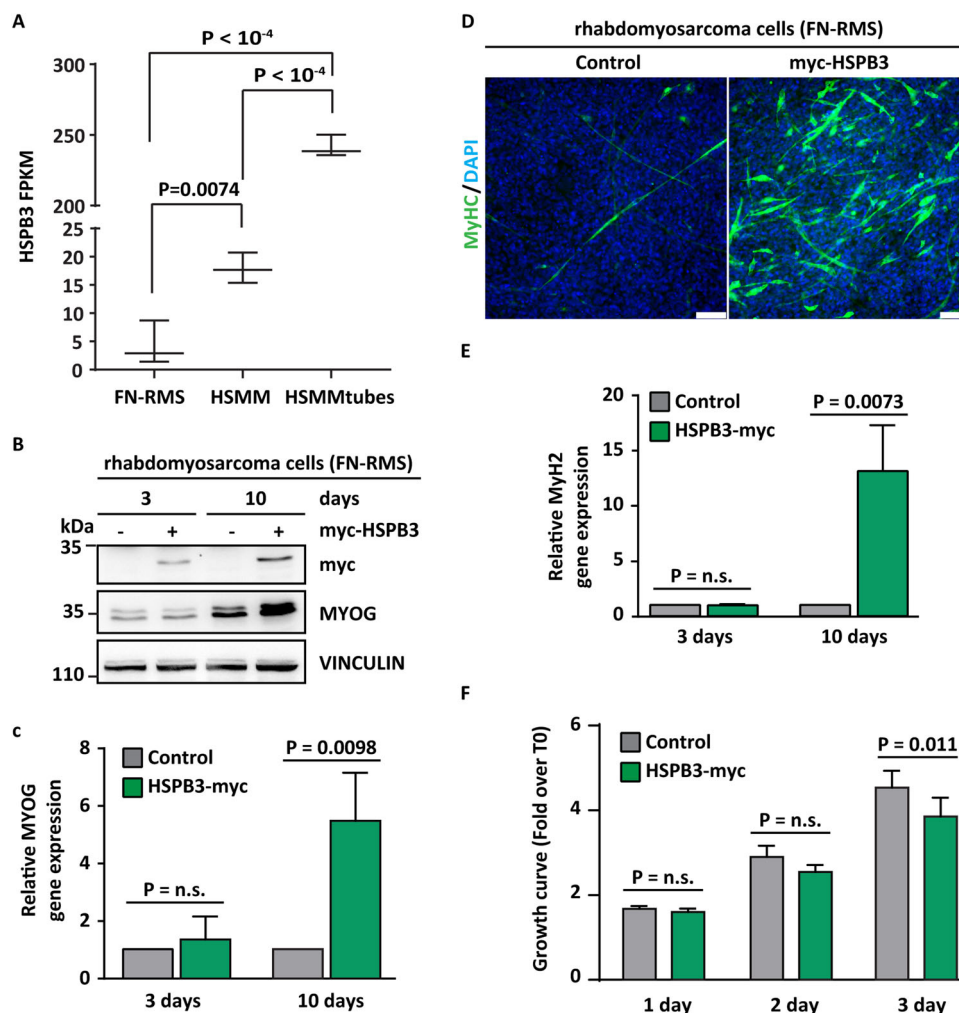 A
P < 10⁻⁴
P < 10⁻⁴
P=0.0074
HSPB3 FPKM
300
250
200
25
20
15
10
5
0
FN-RMS HSMM HSMMtubes
B
rhabdomyosarcoma cells (FN-RMS)
3 10 days
kDa - + - + myc-HSPB3
35 myc
35 MYOG
110 VINCULIN
c
Control
HSPB3-myc
P = 0.0098
P = n.s.
Relative MYOG
gene expression
8
6
4
2
0
3 days 10 days
D
rhabdomyosarcoma cells (FN-RMS)
Control myc-HSPB3
MyHC/DAPI
E
Control
HSPB3-myc
P = 0.0073
P = n.s.
Relative MyH2
gene expression
20
15
10
5
0
3 days 10 days
F
Control
HSPB3-myc
P = 0.011
P = n.s.
P = n.s.
Growth curve (Fold over T0)
6
4
2
0
1 day 2 day 3 day